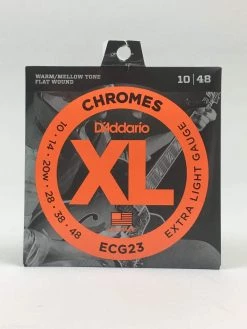 WARM/MELLOW TONE
FLAT WOUND
10/48
CHROMES
D'Addario
XL
10 • 14 • 20W • 28 • 38 • 48
EXTRA LIGHT GAUGE
ECG23